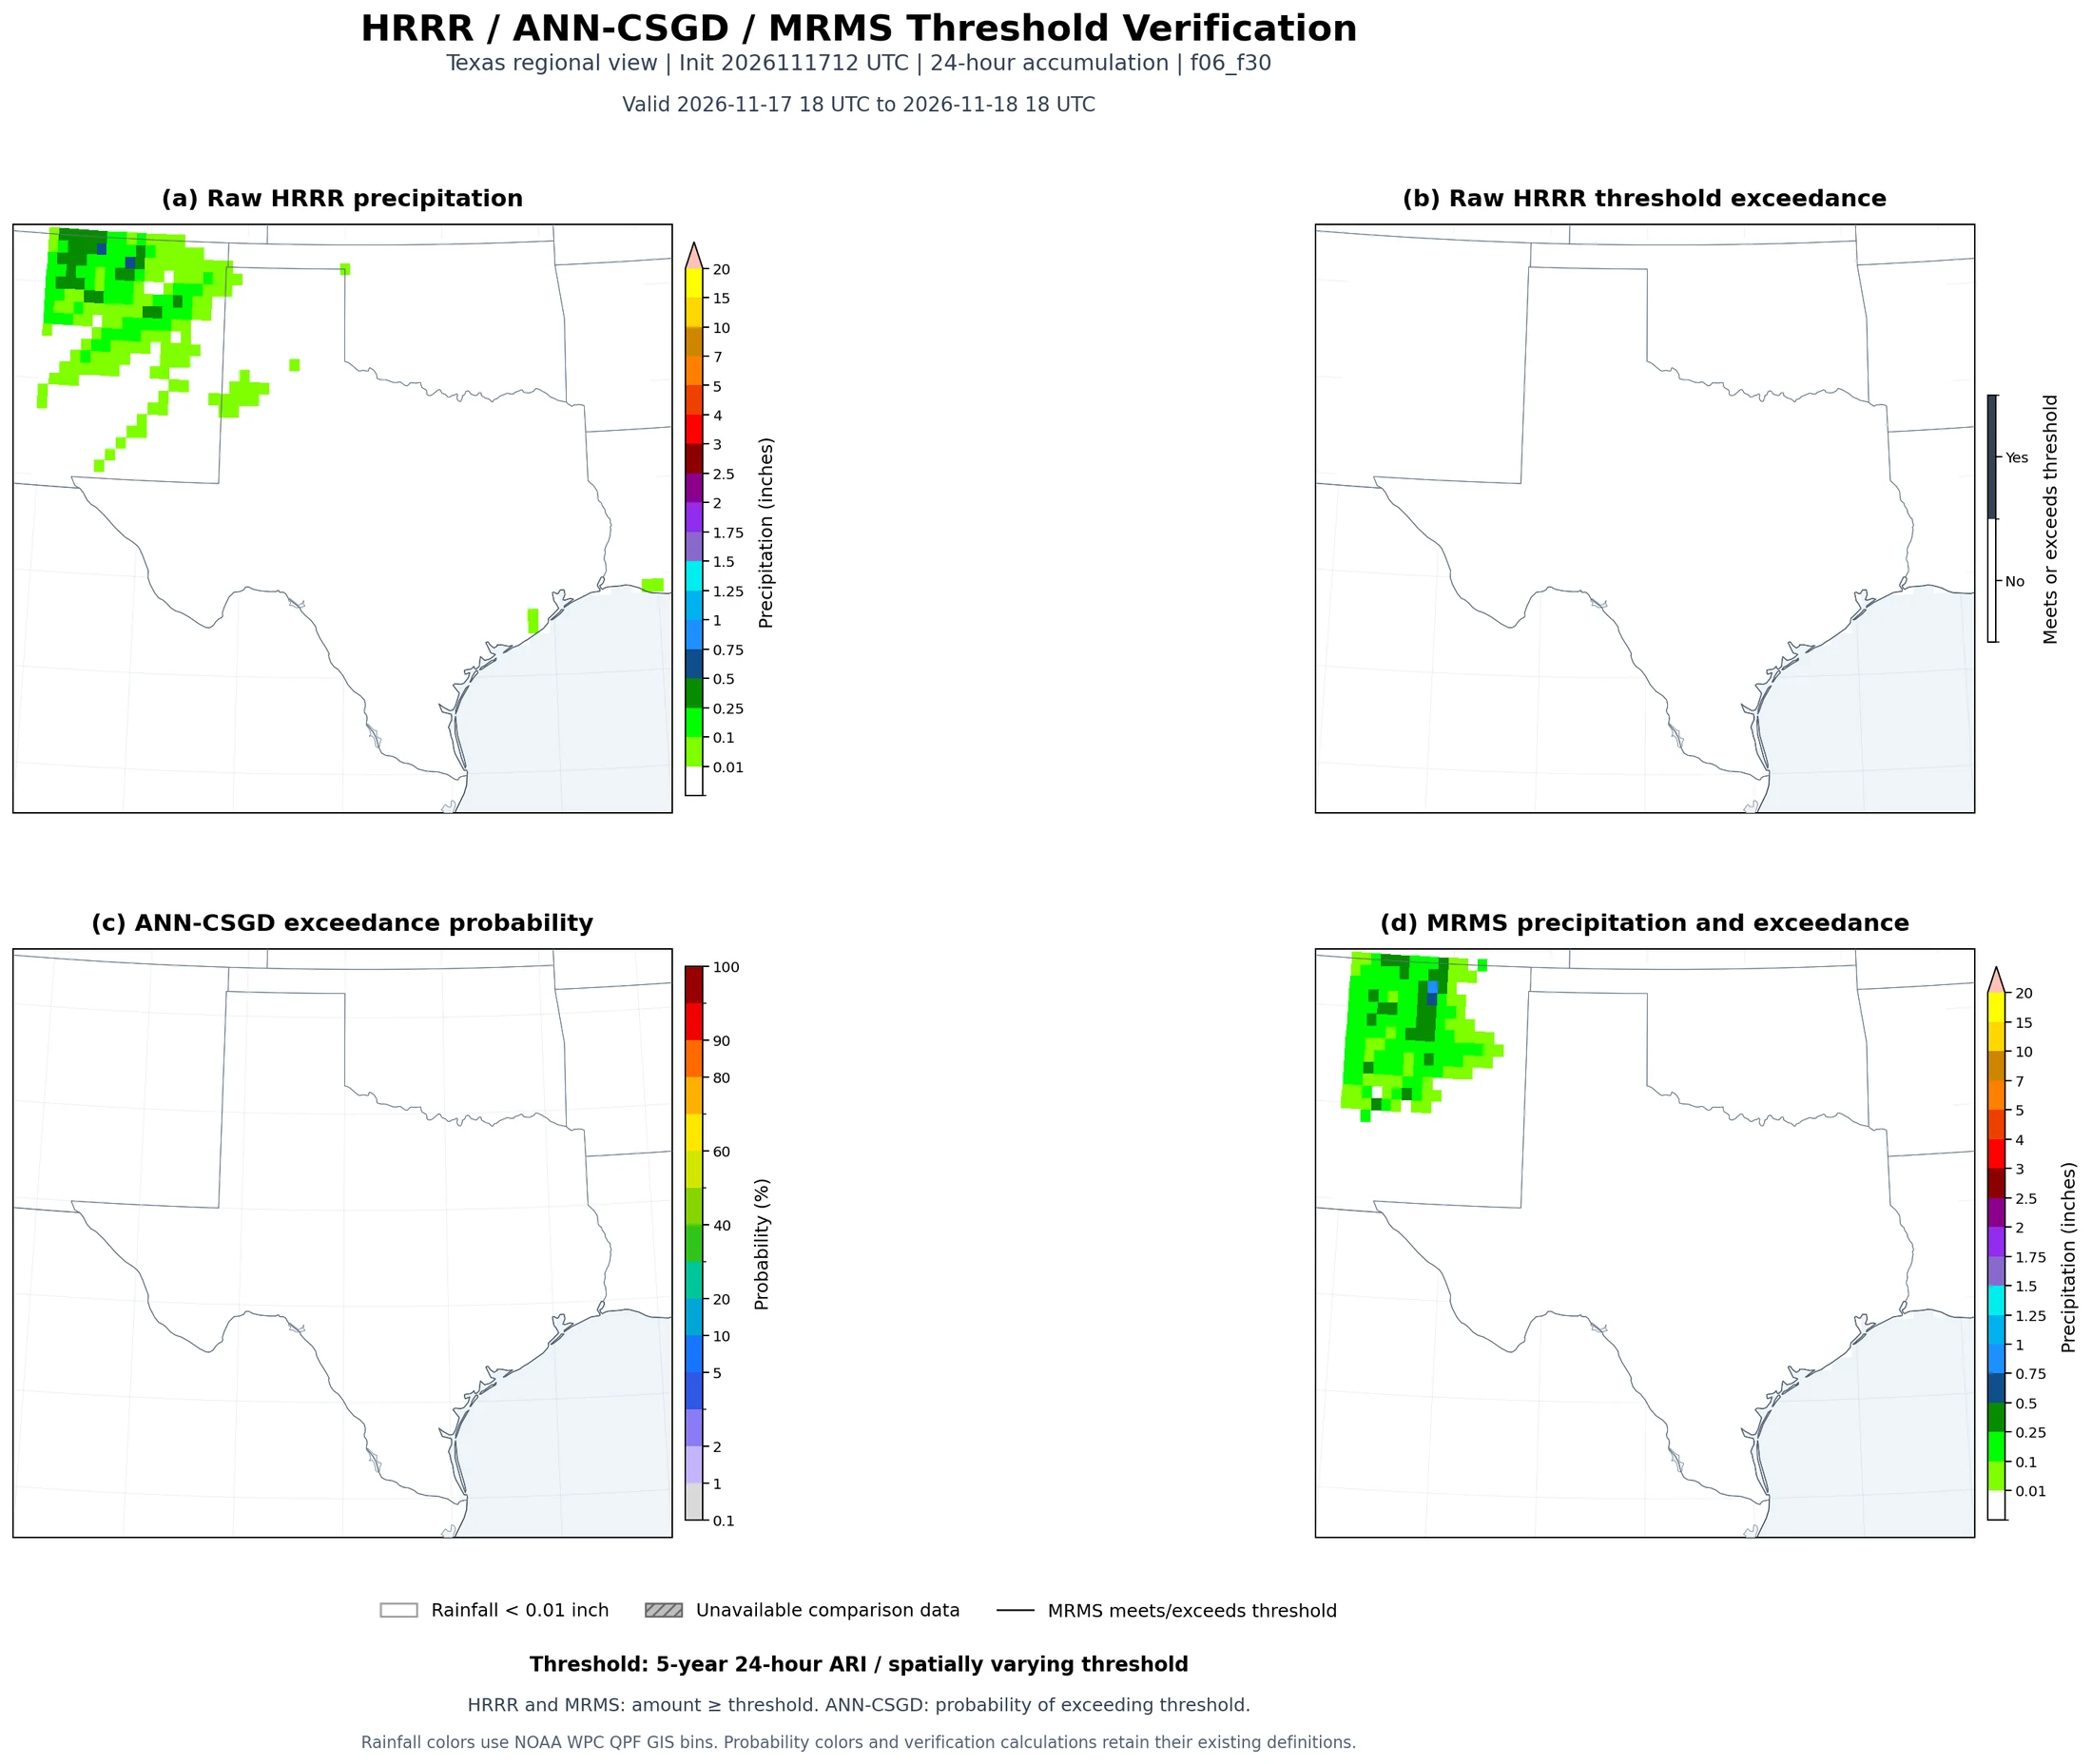 HRRR / ANN-CSGD / MRMS Threshold Verification
Texas regional view | Init 2026111712 UTC | 24-hour accumulation | f06_f30
Valid 2026-11-17 18 UTC to 2026-11-18 18 UTC
(a) Raw HRRR precipitation
20
15
10
7
5
4
3
2.5
2
1.75
1.5
1.25
1
0.75
0.5
0.25
0.1
0.01
Precipitation (inches)
(b) Raw HRRR threshold exceedance
Yes
No
Meets or exceeds threshold
(c) ANN-CSGD exceedance probability
100
90
80
60
40
20
10
5
2
1
0.1
Probability (%)
(d) MRMS precipitation and exceedance
20
15
10
7
5
4
3
2.5
2
1.75
1.5
1.25
1
0.75
0.5
0.25
0.1
0.01
Precipitation (inches)
Rainfall < 0.01 inch
Unavailable comparison data
MRMS meets/exceeds threshold
Threshold: 5-year 24-hour ARI / spatially varying threshold
HRRR and MRMS: amount ≥ threshold. ANN-CSGD: probability of exceeding threshold.
Rainfall colors use NOAA WPC QPF GIS bins. Probability colors and verification calculations retain their existing definitions.